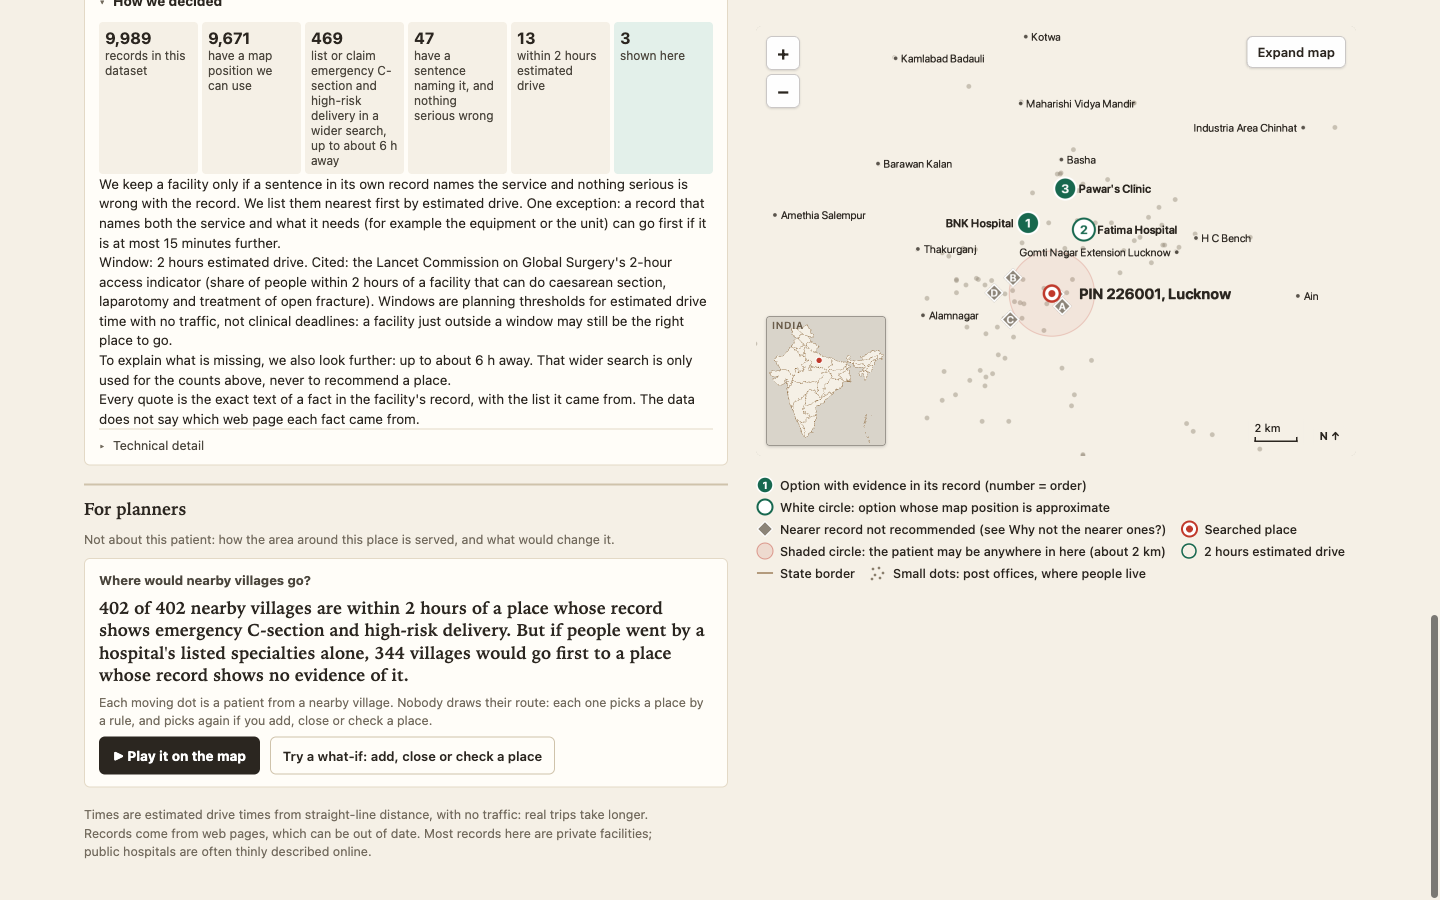 How we decided
9,989
records in this
dataset
9,671
have a map
position we
can use
469
list or claim
emergency C-
section and
high-risk
delivery in a
wider search,
up to about 6 h
away
47
have a
sentence
naming it, and
nothing
serious wrong
13
within 2 hours
estimated
drive
3
shown here
We keep a facility only if a sentence in its own record names the service and nothing serious is
wrong with the record. We list them nearest first by estimated drive. One exception: a record that
names both the service and what it needs (for example the equipment or the unit) can go first if it
is at most 15 minutes further.
Window: 2 hours estimated drive. Cited: the Lancet Commission on Global Surgery's 2-hour
access indicator (share of people within 2 hours of a facility that can do caesarean section,
laparotomy and treatment of open fracture). Windows are planning thresholds for estimated drive
time with no traffic, not clinical deadlines: a facility just outside a window may still be the right
place to go.
To explain what is missing, we also look further: up to about 6 h away. That wider search is only
used for the counts above, never to recommend a place.
Every quote is the exact text of a fact in the facility's record, with the list it came from. The data
does not say which web page each fact came from.
Technical detail
For planners
Not about this patient: how the area around this place is served, and what would change it.
Where would nearby villages go?
402 of 402 nearby villages are within 2 hours of a place whose record
shows emergency C-section and high-risk delivery. But if people went by a
hospital's listed specialties alone, 344 villages would go first to a place
whose record shows no evidence of it.
Each moving dot is a patient from a nearby village. Nobody draws their route: each one picks a place by
a rule, and picks again if you add, close or check a place.
Play it on the map
Try a what-if: add, close or check a place
Times are estimated drive times from straight-line distance, with no traffic: real trips take longer.
Records come from web pages, which can be out of date. Most records here are private facilities;
public hospitals are often thinly described online.
+
−
Expand map
Kotwa
Kamlabad Badauli
Maharishi Vidya Mandir
Industria Area Chinhat
Barawan Kalan
Basha
3 Pawar's Clinic
Amethia Salempur
BNK Hospital 1
2 Fatima Hospital
H C Bench
Thakurganj
Gomti Nagar Extension Lucknow
B
D
A
C
PIN 226001, Lucknow
Ain
Alamnagar
INDIA
2 km
N ↑
1 Option with evidence in its record (number = order)
White circle: option whose map position is approximate
Nearer record not recommended (see Why not the nearer ones?)
Searched place
Shaded circle: the patient may be anywhere in here (about 2 km)
2 hours estimated drive
State border
Small dots: post offices, where people live